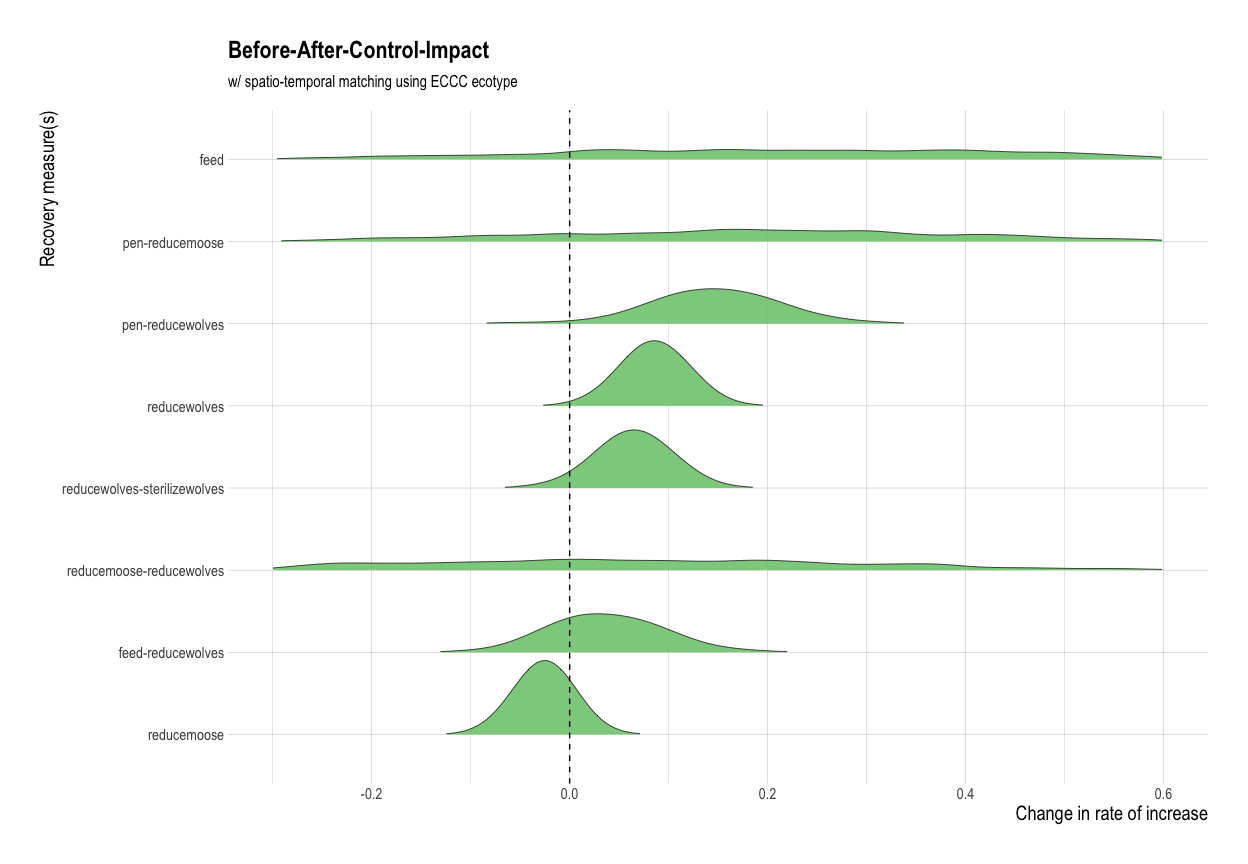 Before-After-Control-Impact
w/ spatio-temporal matching using ECCC ecotype
Recovery measure(s)
feed
pen-reducemoose
pen-reducewolves
reducewolves
reducewolves-sterilizewolves
reducemoose-reducewolves
feed-reducewolves
reducemoose
-0.2 0.0 0.2 0.4 0.6
Change in rate of increase